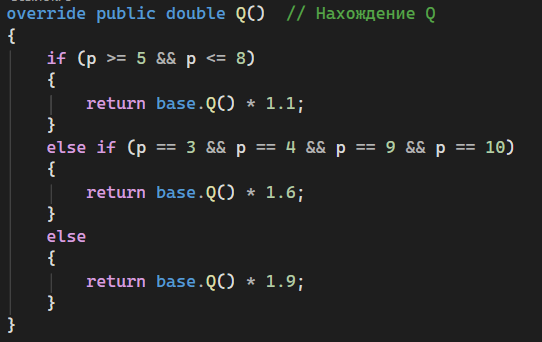 override public double Q()  // Нахождение Q
{
    if (p >= 5 && p <= 8)
    {
        return base.Q() * 1.1;
    }
    else if (p == 3 && p == 4 && p == 9 && p == 10)
    {
        return base.Q() * 1.6;
    }
    else
    {
        return base.Q() * 1.9;
    }
}